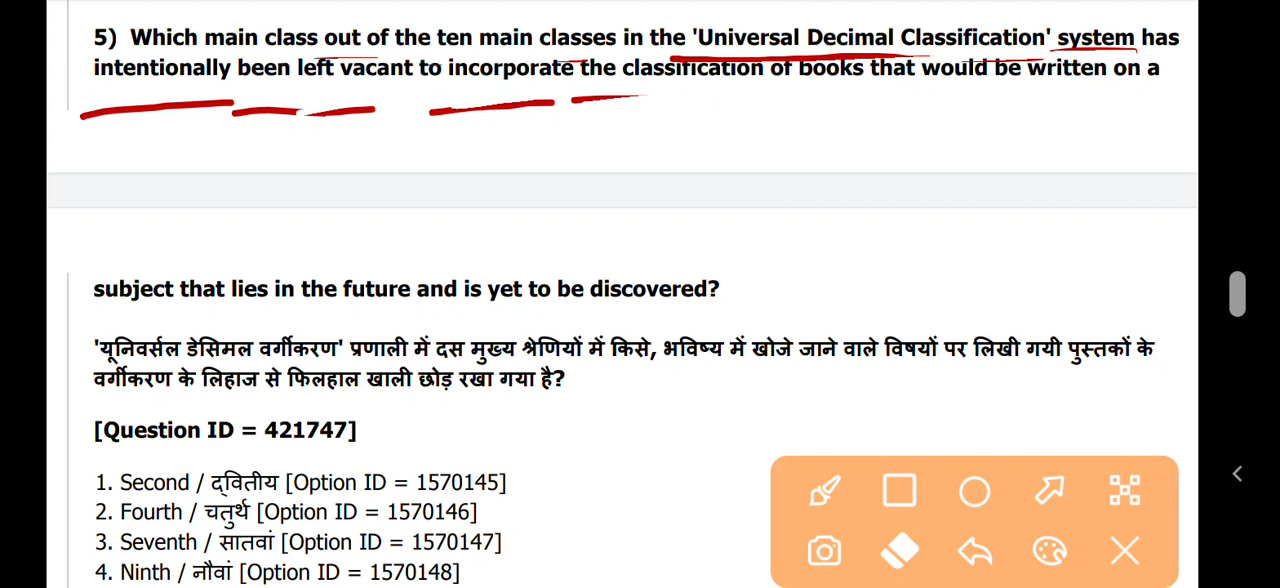 5) Which main class out of the ten main classes in the 'Universal Decimal Classification' system has
intentionally been left vacant to incorporate the classification of books that would be written on a
subject that lies in the future and is yet to be discovered?
'यूनिवर्सल डेसिमल वर्गीकरण' प्रणाली में दस मुख्य श्रेणियों में किसे, भविष्य में खोजे जाने वाले विषयों पर लिखी गयी पुस्तकों के
वर्गीकरण के लिहाज से फिलहाल खाली छोड़ रखा गया है?
[Question ID = 421747]
1. Second / द्वितीय [Option ID = 1570145]
2. Fourth / चतुर्थ [Option ID = 1570146]
3. Seventh / सातवां [Option ID = 1570147]
4. Ninth / नौवां [Option ID = 1570148]